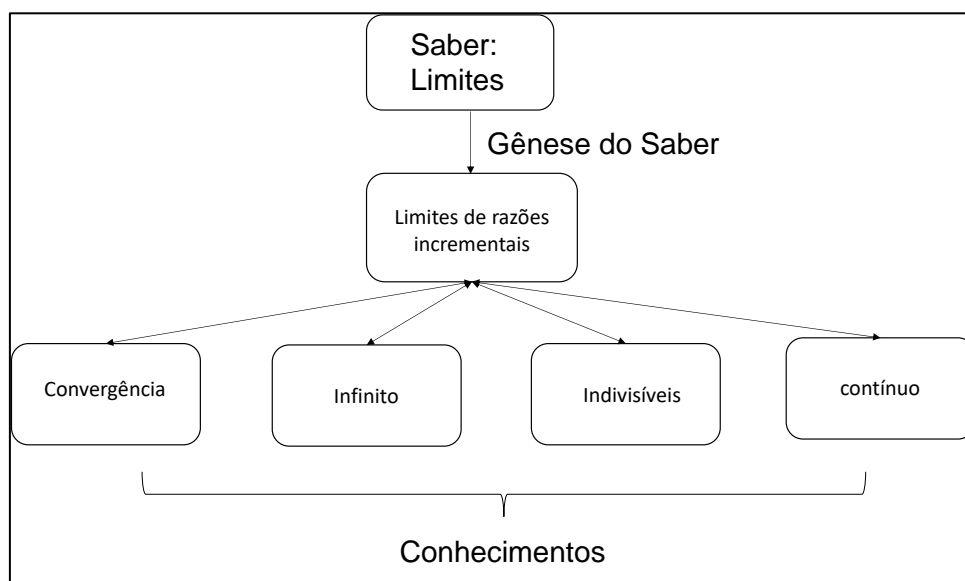 Saber:
Limites
Gênese do Saber
Limites de razões
incrementais
Convergência
Infinito
Indivisíveis
contínuo
Conhecimentos